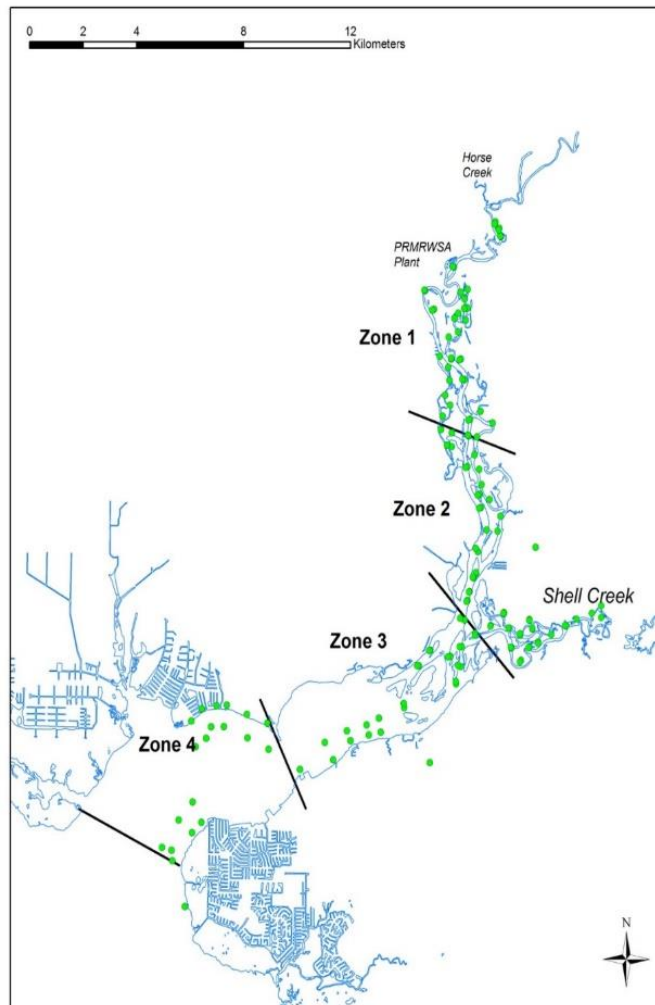 0 2 4 8 12
Kilometers
Horse
Creek
PRMRWSA
Plant
Zone 1
Zone 2
Shell Creek
Zone 3
Zone 4
N